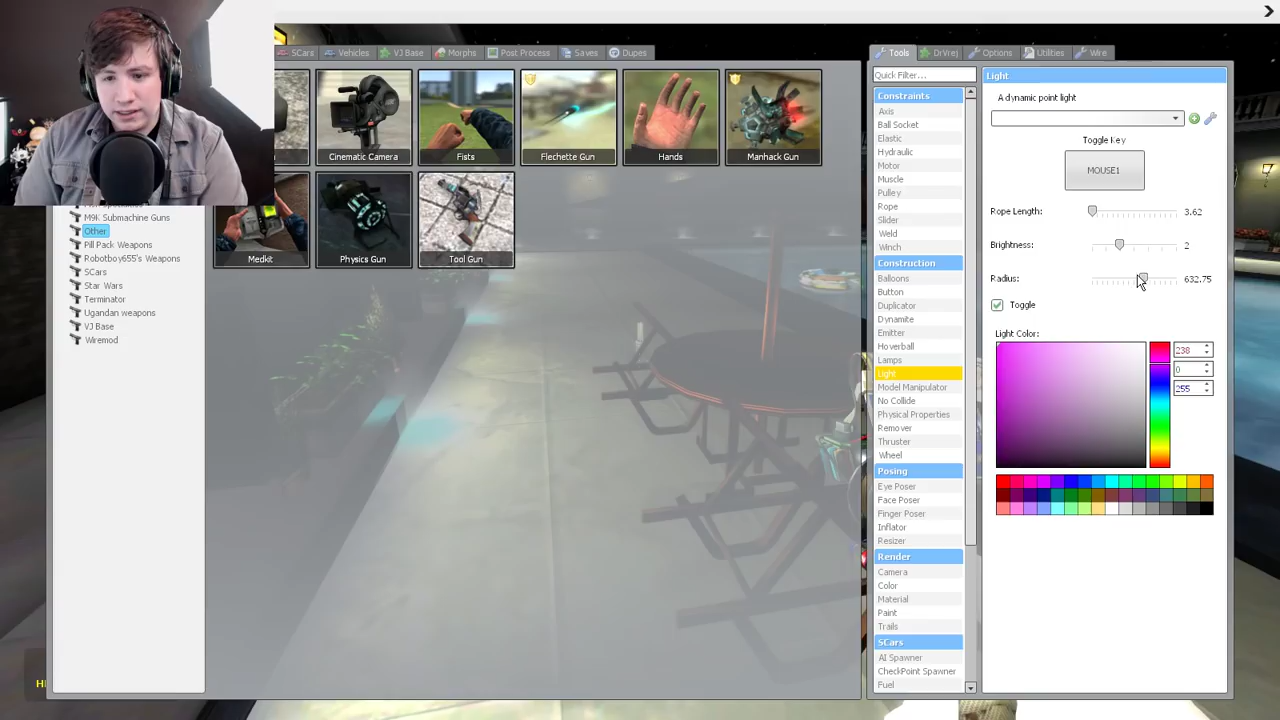 SCars Vehicles VJ Base Morphs Post Process Saves Dupes
Cinematic Camera Fists Flechette Gun Hands Manhack Gun
Medkit Physics Gun Tool Gun
M9K Submachine Guns
Other
Pill Pack Weapons
Robotboy655's Weapons
SCars
Star Wars
Terminator
Ugandan weapons
VJ Base
Wiremod
Tools DrVrej Options Utilities Wire
Quick Filter...
Constraints
Axis
Ball Socket
Elastic
Hydraulic
Motor
Muscle
Pulley
Rope
Slider
Weld
Winch
Construction
Balloons
Button
Duplicator
Dynamite
Emitter
Hoverball
Lamps
Light
Model Manipulator
No Collide
Physical Properties
Remover
Thruster
Wheel
Posing
Eye Poser
Face Poser
Finger Poser
Inflator
Resizer
Render
Camera
Color
Material
Paint
Trails
SCars
AI Spawner
CheckPoint Spawner
Fuel
Light
A dynamic point light
Toggle Key
MOUSE1
Rope Length: 3.62
Brightness: 2
Radius: 632.75
Toggle
Light Color:
238
0
255